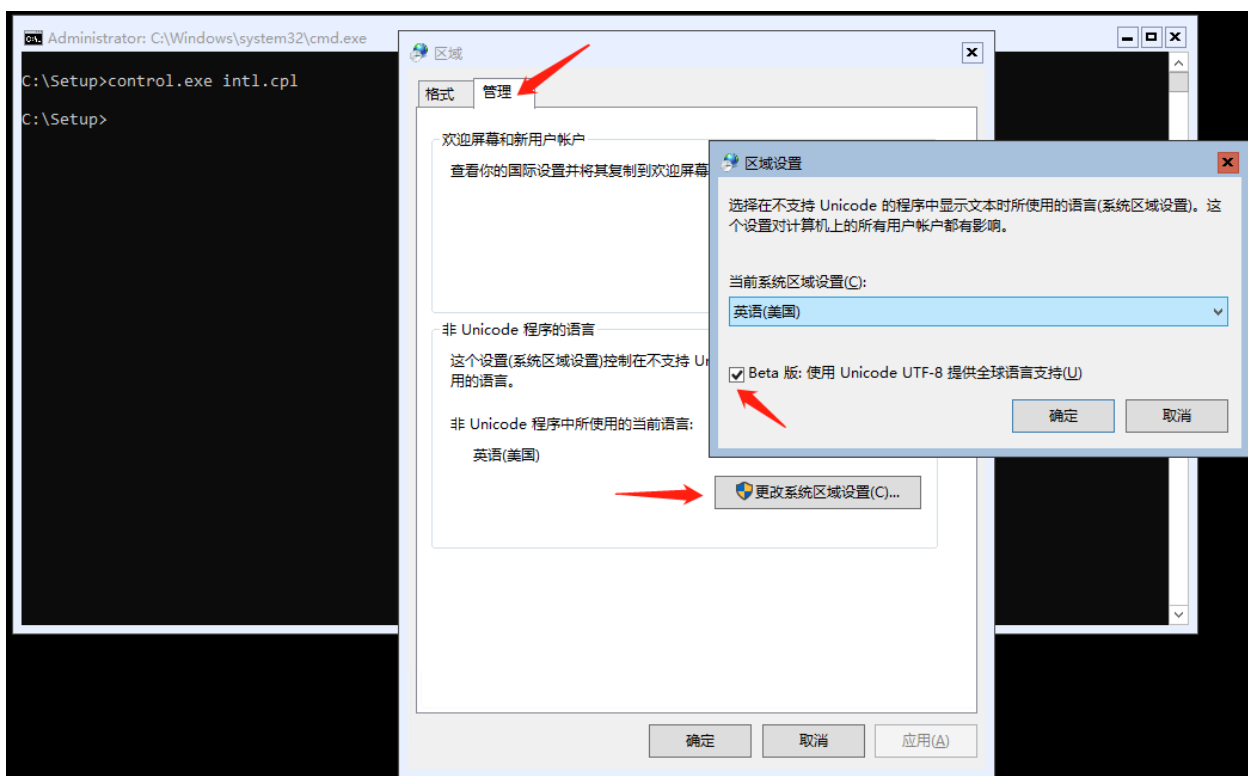 Administrator: C:\Windows\system32\cmd.exe
C:\Setup>control.exe intl.cpl
C:\Setup>
区域
格式
管理
欢迎屏幕和新用户帐户
查看你的国际设置并将其复制到欢迎屏幕
非 Unicode 程序的语言
这个设置(系统区域设置)控制在不支持
用的语言。
非 Unicode 程序中所使用的当前语言:
英语(美国)
更改系统区域设置(C)...
确定
取消
应用(A)
区域设置
选择在不支持 Unicode 的程序中显示文本时所使用的语言(系统区域设置)。这
个设置对计算机上的所有用户帐户都有影响。
当前系统区域设置(C):
英语(美国)
Beta 版: 使用 Unicode UTF-8 提供全球语言支持(U)
确定
取消